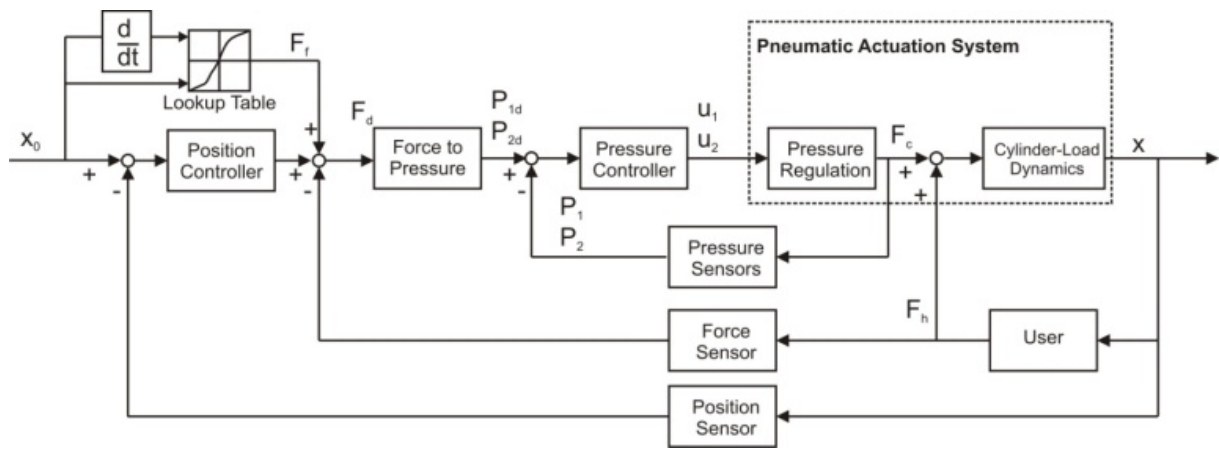 d
dt
F_f
Lookup Table
Pneumatic Actuation System
x_0
+
-
Position
Controller
+
+
-
F_d
Force to
Pressure
P_1d
P_2d
+
-
Pressure
Controller
u_1
u_2
Pressure
Regulation
F_c
+
+
Cylinder-Load
Dynamics
x
P_1
P_2
Pressure
Sensors
F_h
Force
Sensor
User
Position
Sensor